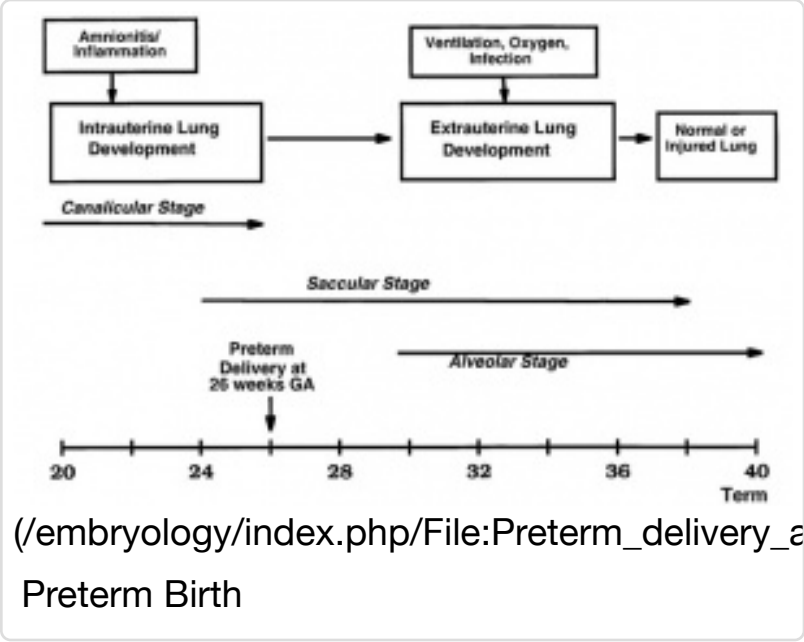 Amnionitis/
Inflammation
Ventilation, Oxygen,
Infection
Intrauterine Lung
Development
Extrauterine Lung
Development
Normal or
Injured Lung
Canalicular Stage
Saccular Stage
Alveolar Stage
Preterm
Delivery at
26 weeks GA
20 24 28 32 36 40
Term
(/embryology/index.php/File:Preterm_delivery_a
Preterm Birth